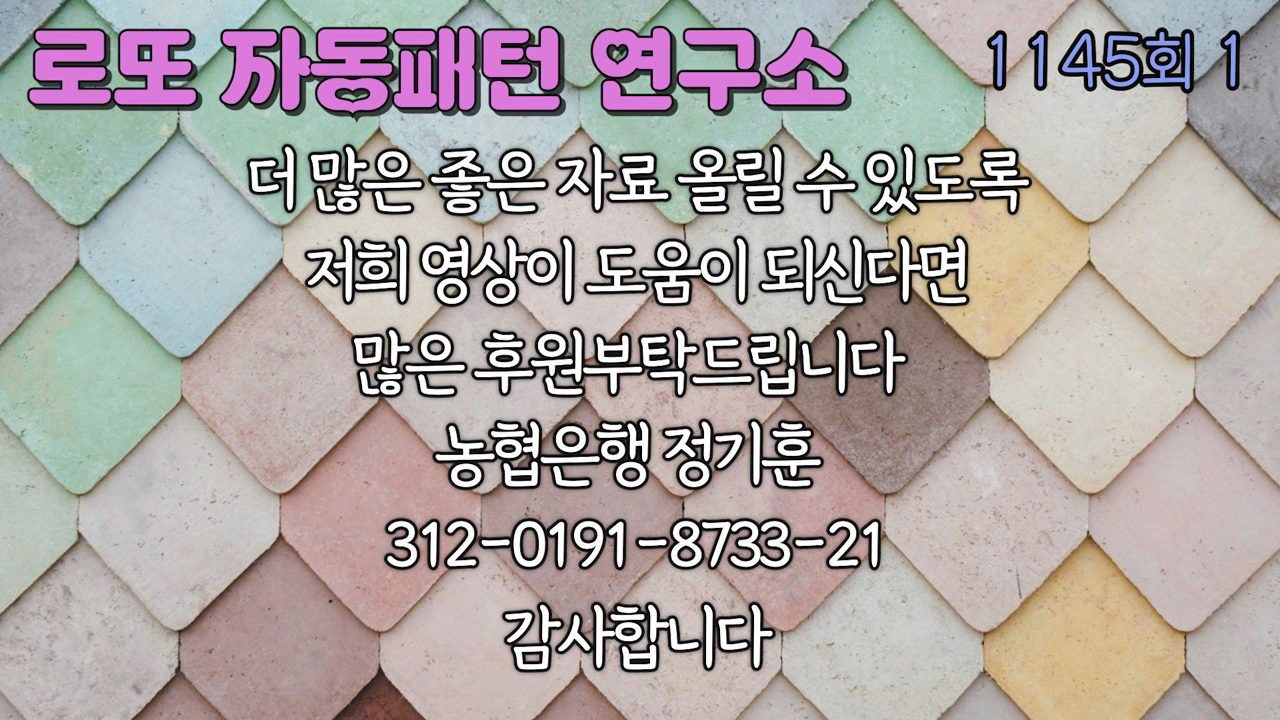 로또 자동패턴 연구소
1145회 1
더 많은 좋은 자료 올릴 수 있도록
저희 영상이 도움이 되신다면
많은 후원부탁드립니다
농협은행 정기훈
312-0191-8733-21
감사합니다